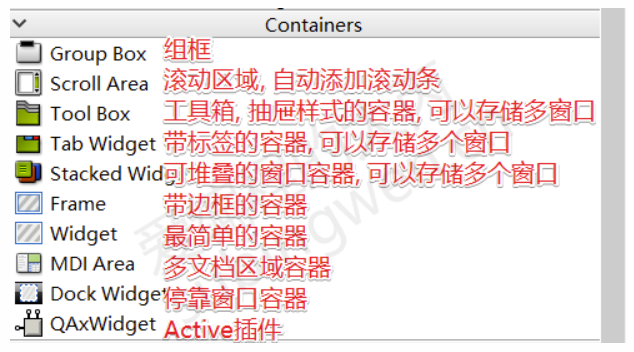 Containers
Group Box 组框
Scroll Area 滚动区域, 自动添加滚动条
Tool Box 工具箱, 抽屉样式的容器, 可以存储多窗口
Tab Widget 带标签的容器, 可以存储多个窗口
Stacked Wid 可堆叠的窗口容器, 可以存储多个窗口
Frame 带边框的容器
Widget 最简单的容器
MDI Area 多文档区域容器
Dock Widget 停靠窗口容器
QAxWidget Active插件